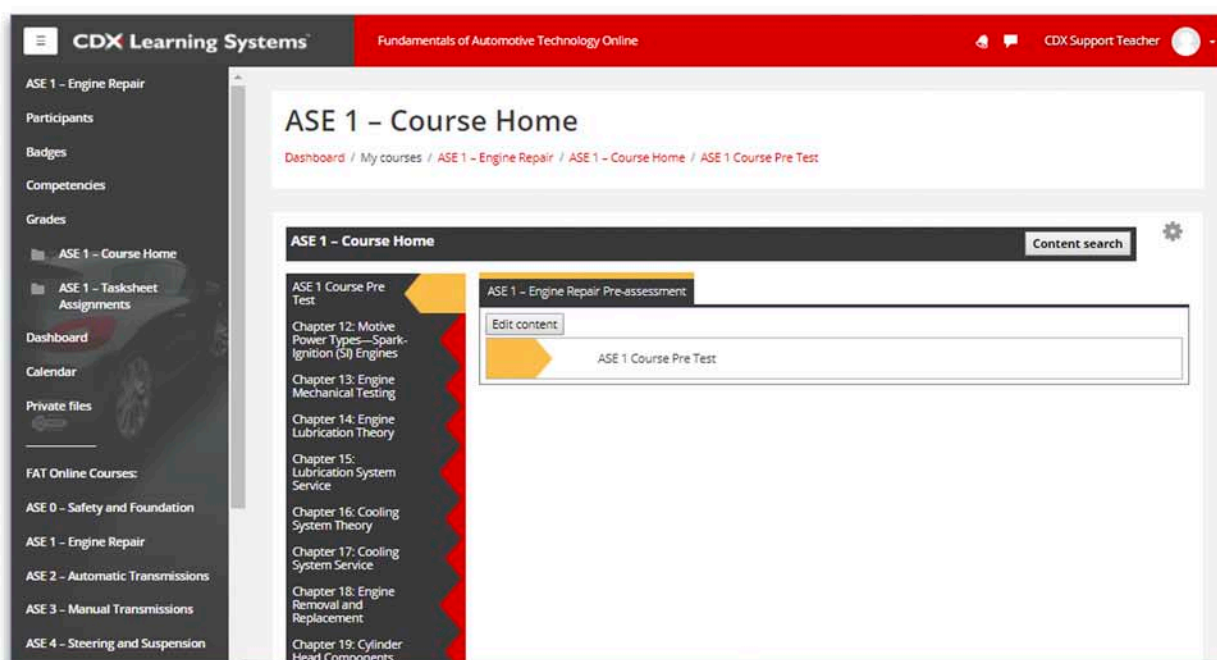 CDX Learning Systems
Fundamentals of Automotive Technology Online
CDX Support Teacher
ASE 1 – Engine Repair
Participants
Badges
Competencies
Grades
ASE 1 – Course Home
ASE 1 – Tasksheet
Assignments
Dashboard
Calendar
Private files
FAT Online Courses:
ASE 0 – Safety and Foundation
ASE 1 – Engine Repair
ASE 2 – Automatic Transmissions
ASE 3 – Manual Transmissions
ASE 4 – Steering and Suspension
ASE 1 – Course Home
Dashboard / My courses / ASE 1 – Engine Repair / ASE 1 – Course Home / ASE 1 Course Pre Test
ASE 1 – Course Home
Content search
ASE 1 Course Pre
Test
Chapter 12: Motive
Power Types—Spark-
Ignition (SI) Engines
Chapter 13: Engine
Mechanical Testing
Chapter 14: Engine
Lubrication Theory
Chapter 15:
Lubrication System
Service
Chapter 16: Cooling
System Theory
Chapter 17: Cooling
System Service
Chapter 18: Engine
Removal and
Replacement
Chapter 19: Cylinder
Head Components
ASE 1 – Engine Repair Pre-assessment
Edit content
ASE 1 Course Pre Test